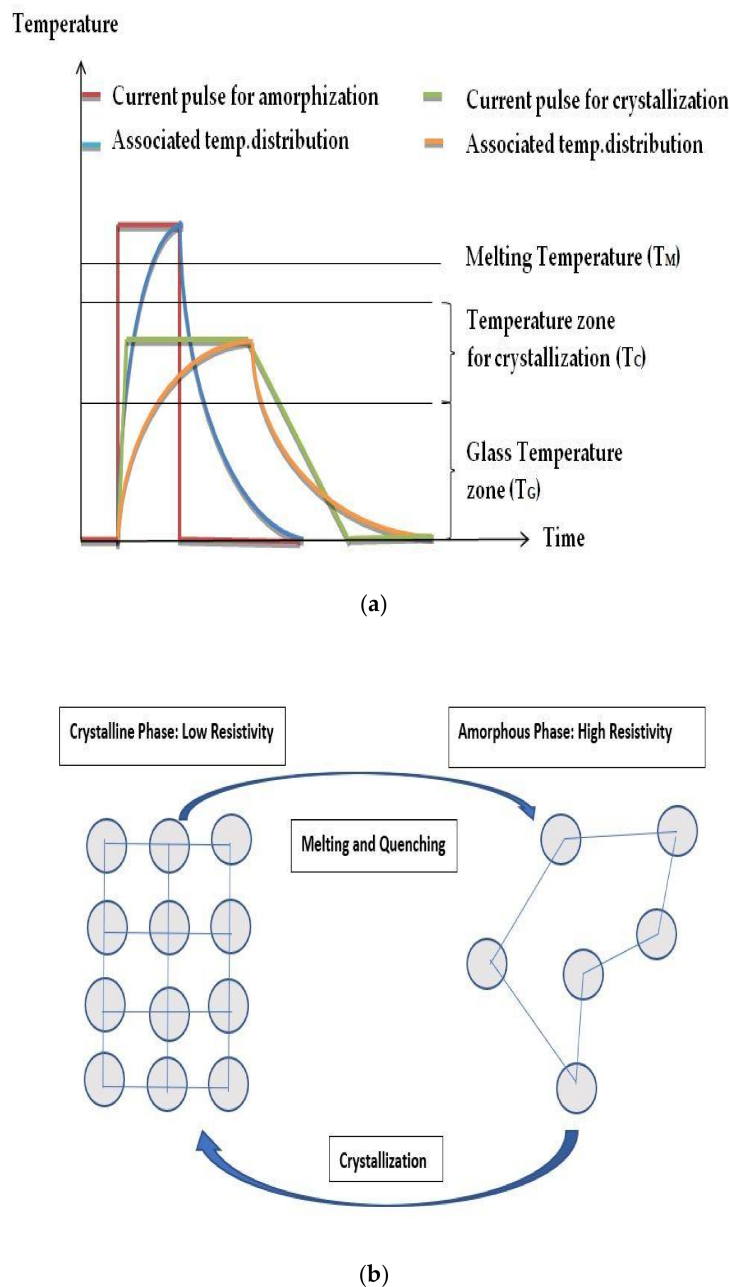 Temperature
Current pulse for amorphization
Current pulse for crystallization
Associated temp.distribution
Associated temp.distribution
Melting Temperature (TM)
Temperature zone
for crystallization (TC)
Glass Temperature
zone (TG)
Time
(a)
Crystalline Phase: Low Resistivity
Amorphous Phase: High Resistivity
Melting and Quenching
Crystallization
(b)